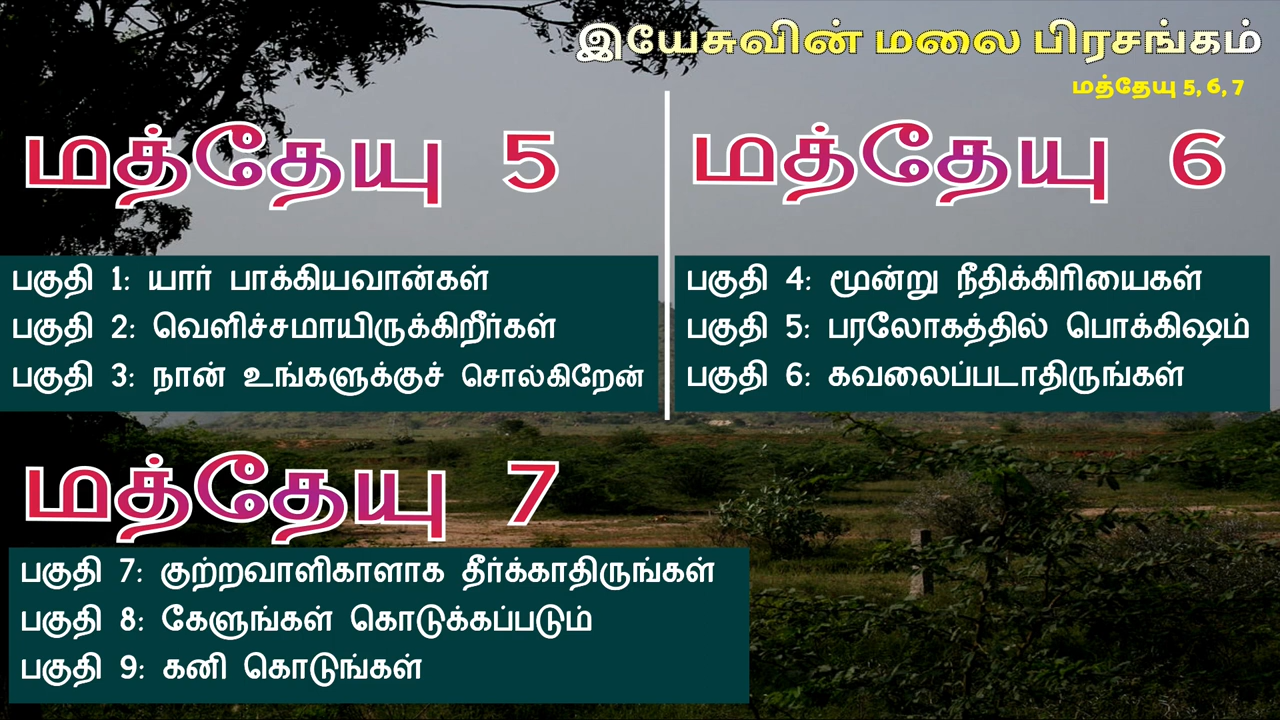 இயேசுவின் மலை பிரசங்கம்
மத்தேயு 5, 6, 7
மத்தேயு 5
பகுதி 1: யார் பாக்கியவான்கள்
பகுதி 2: வெளிச்சமாயிருக்கிறீர்கள்
பகுதி 3: நான் உங்களுக்குச் சொல்கிறேன்
மத்தேயு 6
பகுதி 4: மூன்று நீதிக்கிரியைகள்
பகுதி 5: பரலோகத்தில் பொக்கிஷம்
பகுதி 6: கவலைப்படாதிருங்கள்
மத்தேயு 7
பகுதி 7: குற்றவாளிகாளாக தீர்க்காதிருங்கள்
பகுதி 8: கேளுங்கள் கொடுக்கப்படும்
பகுதி 9: கனி கொடுங்கள்